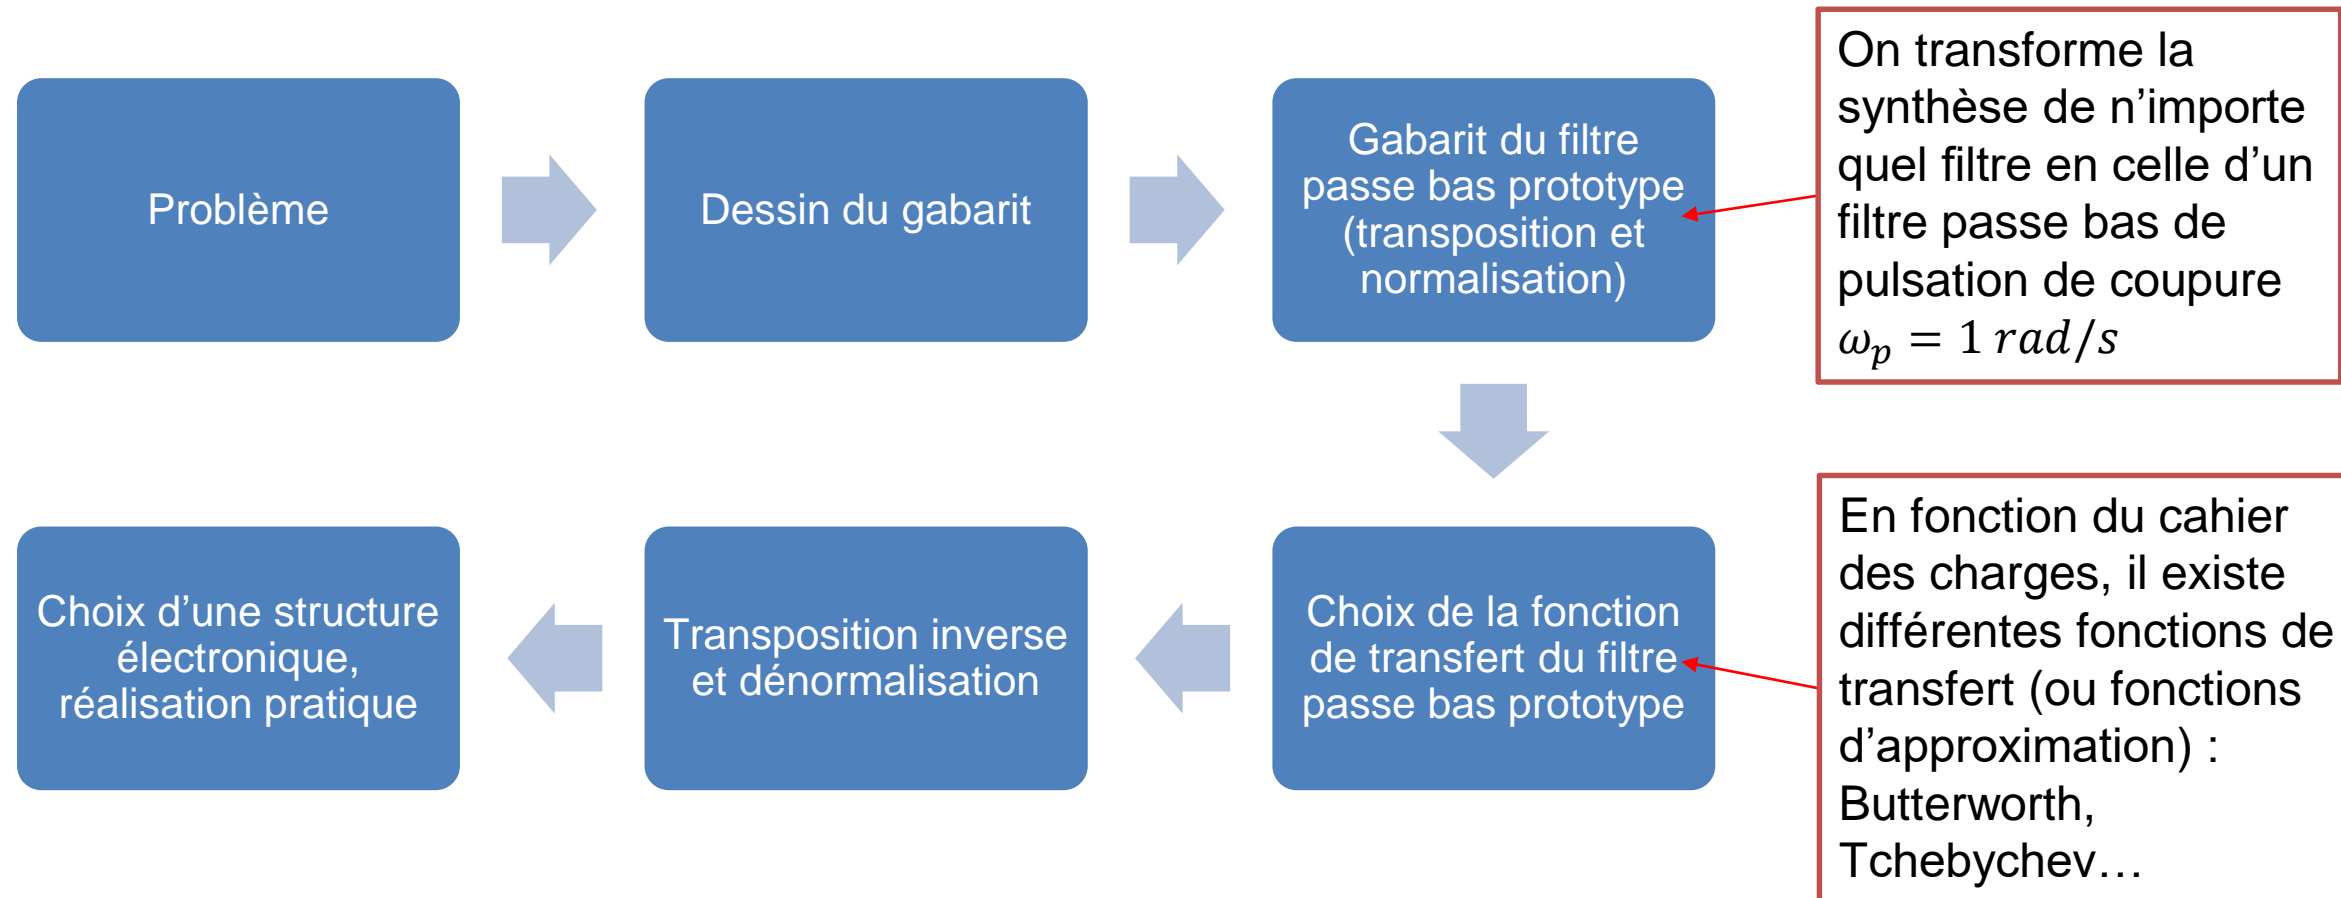 Problème
Dessin du gabarit
Gabarit du filtre
passe bas prototype
(transposition et
normalisation)
On transforme la
synthèse de n’importe
quel filtre en celle d’un
filtre passe bas de
pulsation de coupure
𝜔𝑝 = 1 𝑟𝑎𝑑/𝑠
Choix de la fonction
de transfert du filtre
passe bas prototype
En fonction du cahier
des charges, il existe
différentes fonctions de
transfert (ou fonctions
d’approximation) :
Butterworth,
Tchebychev…
Transposition inverse
et dénormalisation
Choix d’une structure
électronique,
réalisation pratique